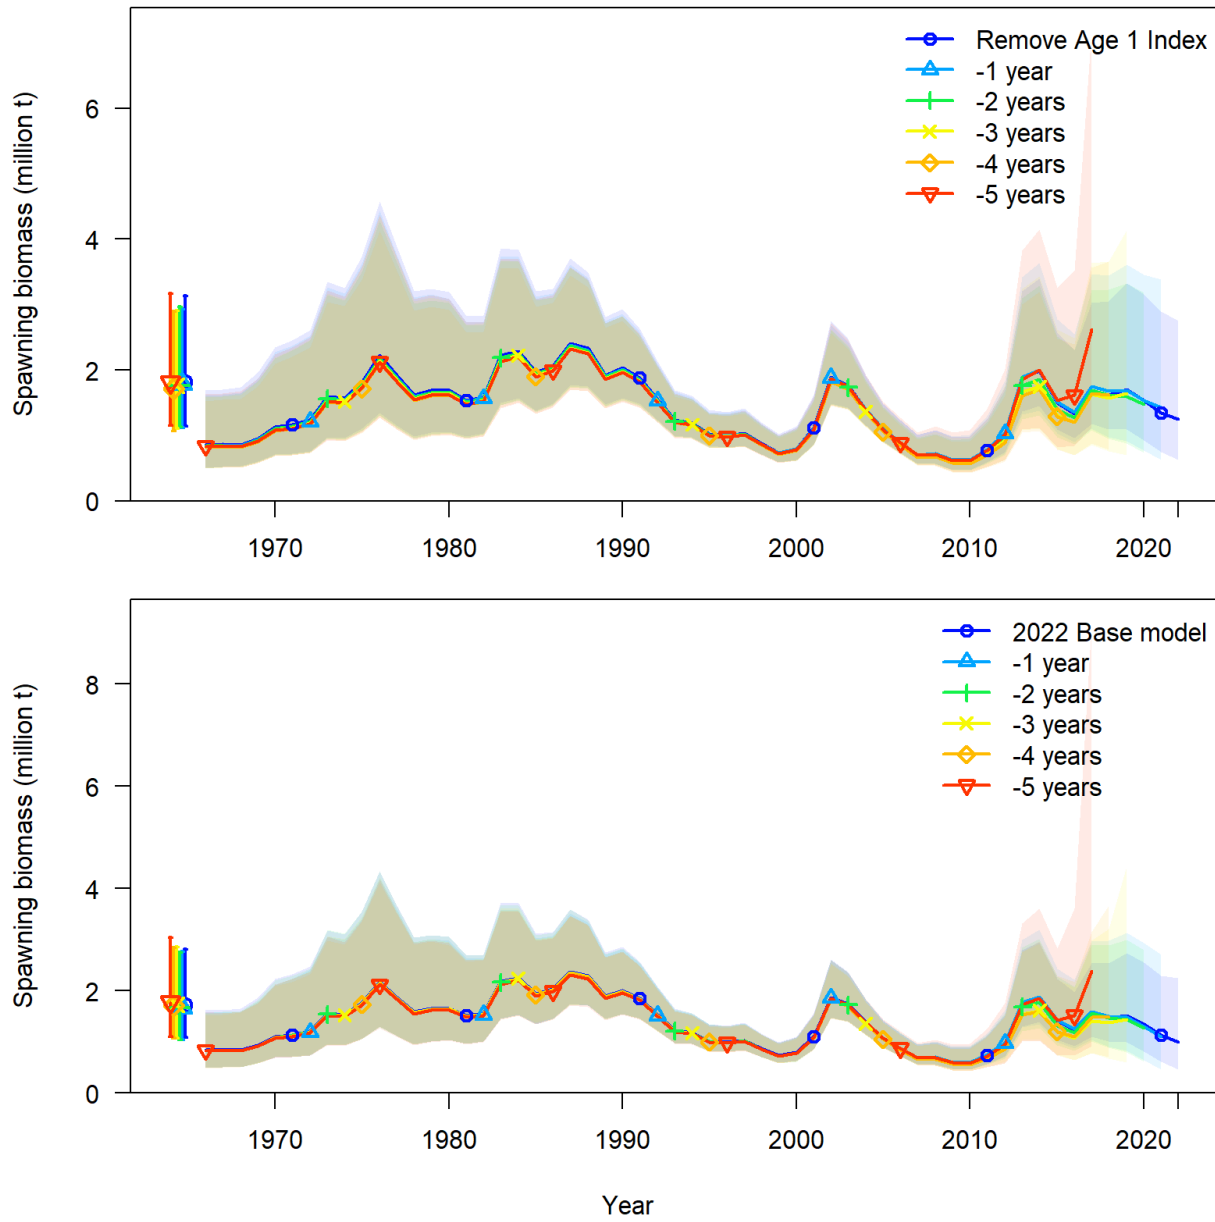 Spawning biomass (million t)
6
4
2
0
Remove Age 1 Index
-1 year
-2 years
-3 years
-4 years
-5 years
1970 1980 1990 2000 2010 2020
Spawning biomass (million t)
8
6
4
2
0
2022 Base model
-1 year
-2 years
-3 years
-4 years
-5 years
1970 1980 1990 2000 2010 2020
Year